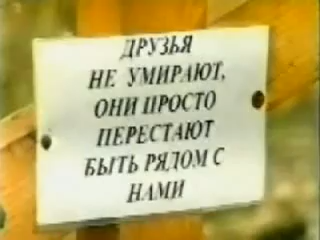 ДРУЗЬЯ
НЕ УМИРАЮТ,
ОНИ ПРОСТО
ПЕРЕСТАЮТ
БЫТЬ РЯДОМ С
НАМИ